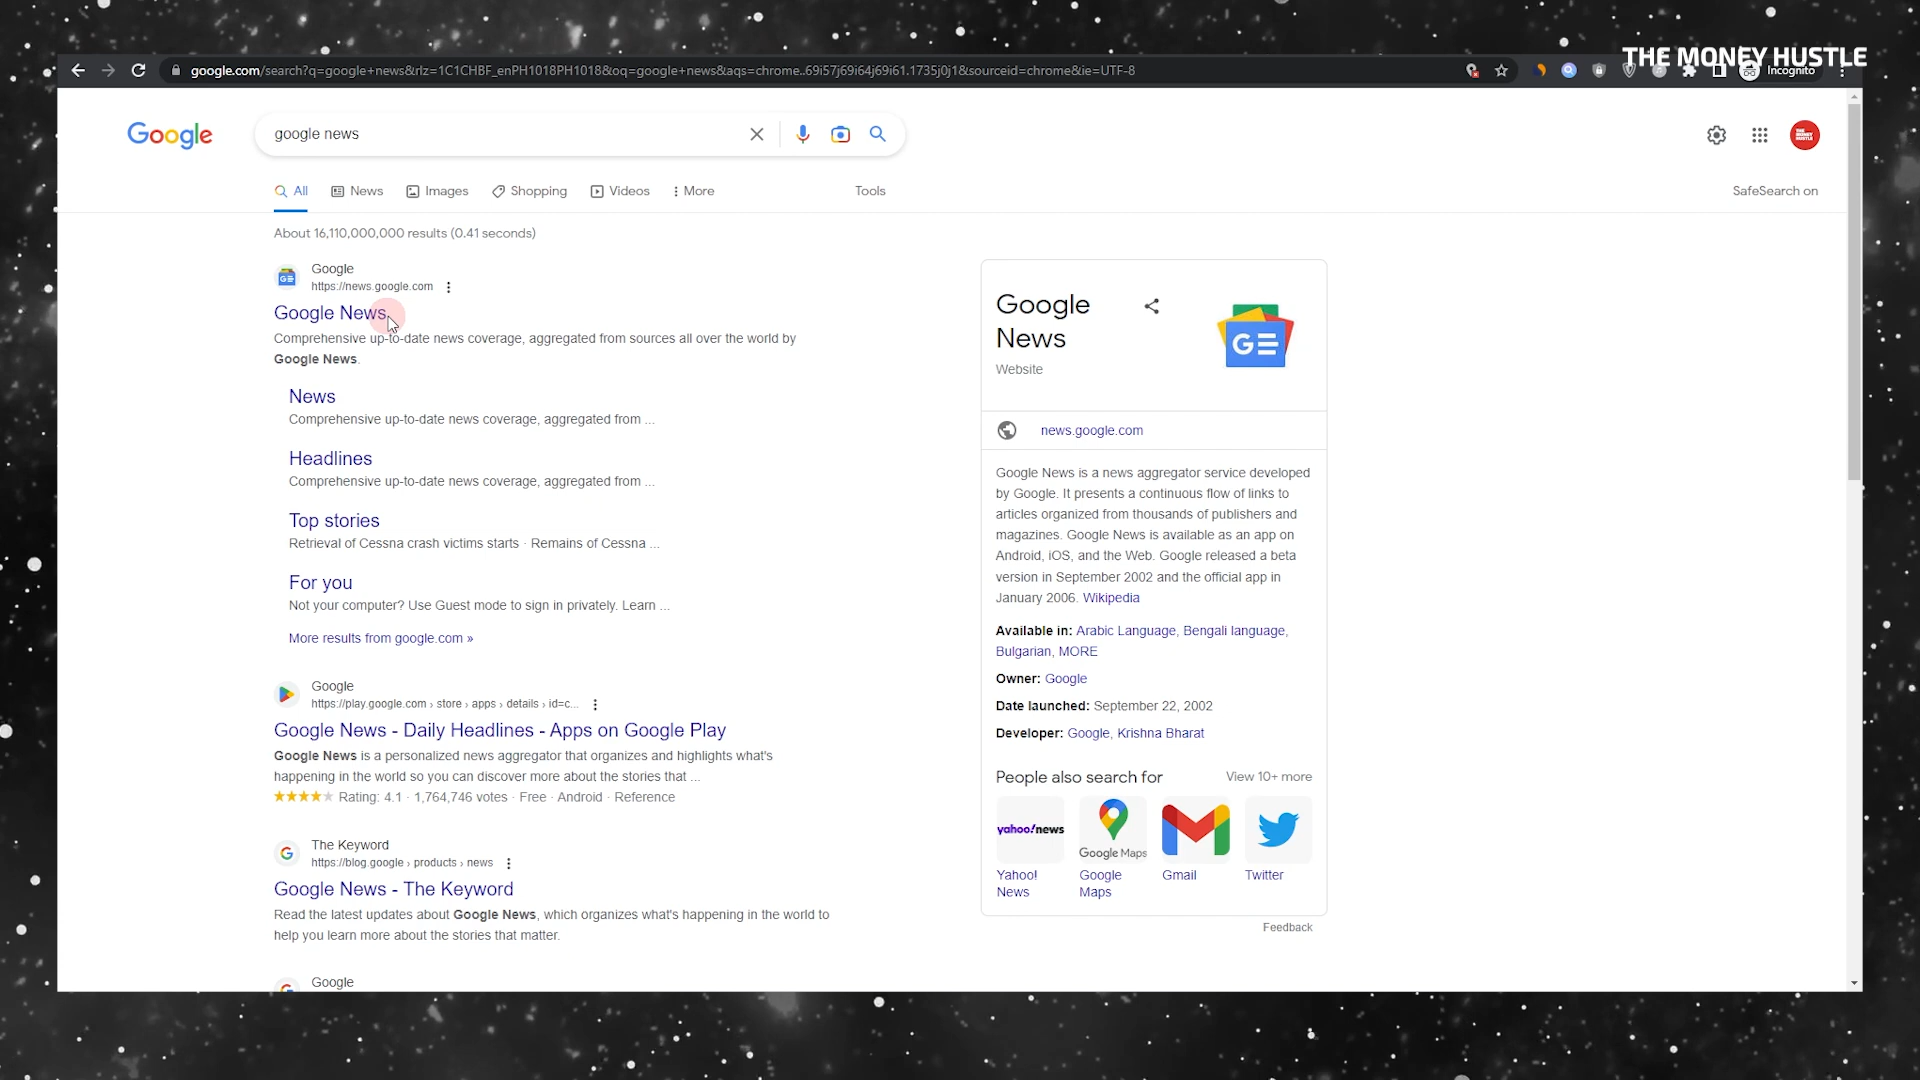 THE MONEY HUSTLE
google.com/search?q=google+news&rlz=1C1CHBF_enPH1018PH1018&oq=google+news&aqs=chrome..69i57j69i64j69i61.1735j0j1&sourceid=chrome&ie=UTF-8
Incognito
Google
google news
All
News
Images
Shopping
Videos
More
Tools
SafeSearch on
About 16,110,000,000 results (0.41 seconds)
Google
https://news.google.com
Google News
Comprehensive up-to-date news coverage, aggregated from sources all over the world by
Google News.
News
Comprehensive up-to-date news coverage, aggregated from ...
Headlines
Comprehensive up-to-date news coverage, aggregated from ...
Top stories
Retrieval of Cessna crash victims starts · Remains of Cessna ...
For you
Not your computer? Use Guest mode to sign in privately. Learn ...
More results from google.com »
Google
https://play.google.com › store › apps › details › id=c...
Google News - Daily Headlines - Apps on Google Play
Google News is a personalized news aggregator that organizes and highlights what's
happening in the world so you can discover more about the stories that ...
Rating: 4.1 · 1,764,746 votes · Free · Android · Reference
The Keyword
https://blog.google › products › news
Google News - The Keyword
Read the latest updates about Google News, which organizes what's happening in the world to
help you learn more about the stories that matter.
Google
Google
News
Website
GE
news.google.com
Google News is a news aggregator service developed
by Google. It presents a continuous flow of links to
articles organized from thousands of publishers and
magazines. Google News is available as an app on
Android, iOS, and the Web. Google released a beta
version in September 2002 and the official app in
January 2006. Wikipedia
Available in: Arabic Language, Bengali language,
Bulgarian, MORE
Owner: Google
Date launched: September 22, 2002
Developer: Google, Krishna Bharat
People also search for
View 10+ more
yahoo!news
Google Maps
Yahoo!
News
Google
Maps
Gmail
Twitter
Feedback